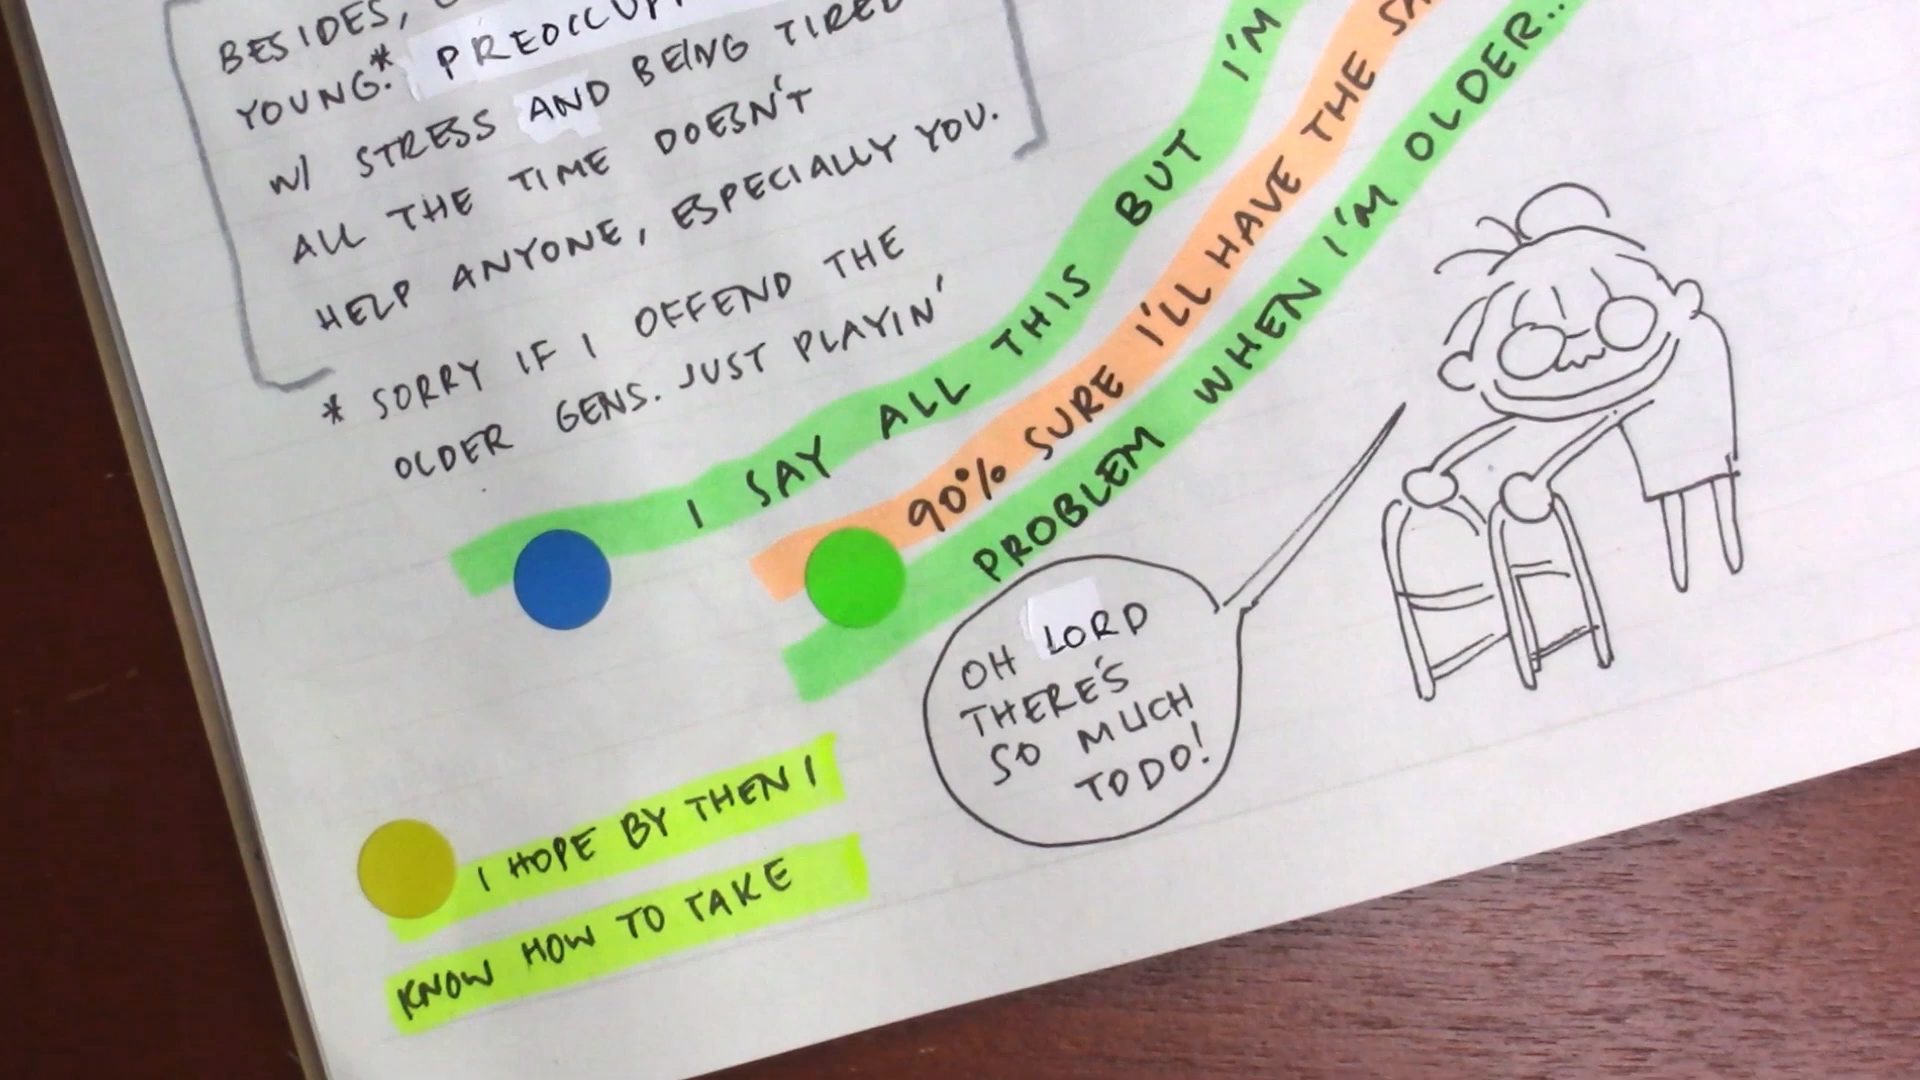 BESIDES,
YOUNG.*
W/ STRESS AND BEING TIRED
ALL THE TIME DOESN'T
HELP ANYONE, ESPECIALLY YOU.
* SORRY IF I OFFEND THE
OLDER GENS. JUST PLAYIN'
I SAY ALL THIS BUT I'M
90% SURE I'LL HAVE THE
PROBLEM WHEN I'M OLDER...
OH LORD
THERE'S
SO MUCH
TO DO!
I HOPE BY THEN I
KNOW HOW TO TAKE